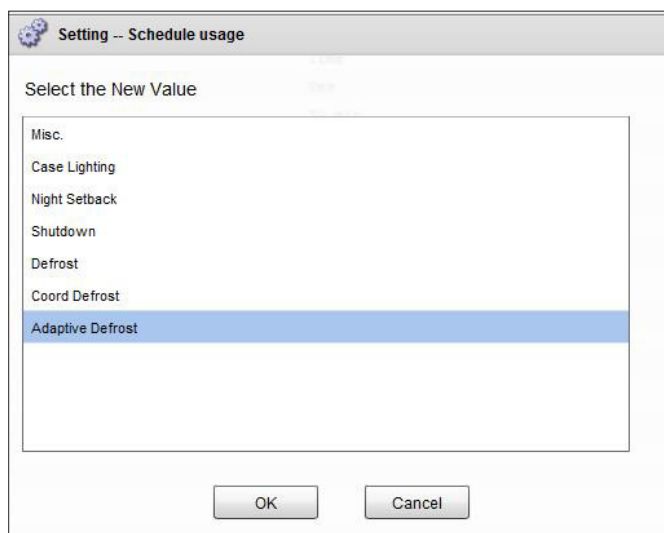 Setting -- Schedule usage
Select the New Value
Misc.
Case Lighting
Night Setback
Shutdown
Defrost
Coord Defrost
Adaptive Defrost
OK
Cancel